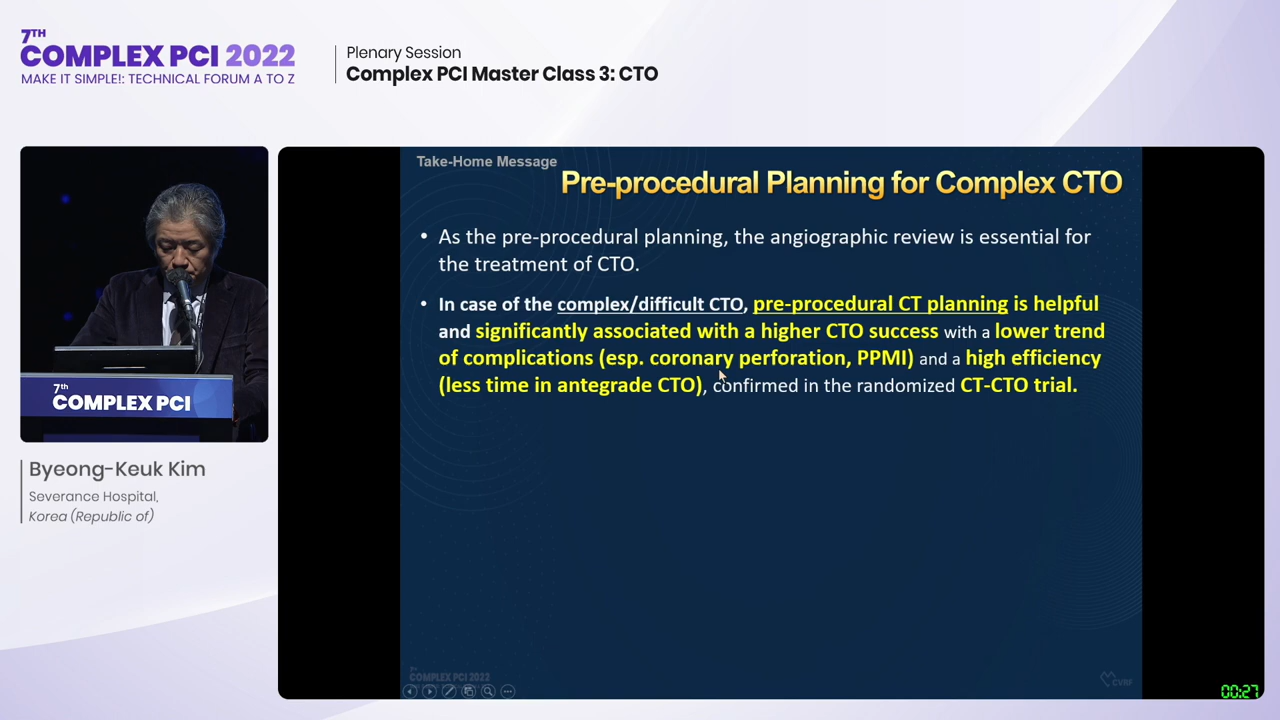 7TH
COMPLEX PCI 2022
MAKE IT SIMPLE!: TECHNICAL FORUM A TO Z
Plenary Session
Complex PCI Master Class 3: CTO
Take-Home Message
Pre-procedural Planning for Complex CTO
• As the pre-procedural planning, the angiographic review is essential for
the treatment of CTO.
• In case of the complex/difficult CTO, pre-procedural CT planning is helpful
and significantly associated with a higher CTO success with a lower trend
of complications (esp. coronary perforation, PPMI) and a high efficiency
(less time in antegrade CTO), confirmed in the randomized CT-CTO trial.
7th
COMPLEX PCI
Byeong-Keuk Kim
Severance Hospital,
Korea (Republic of)
COMPLEX PCI 2022
CVRF
00:27